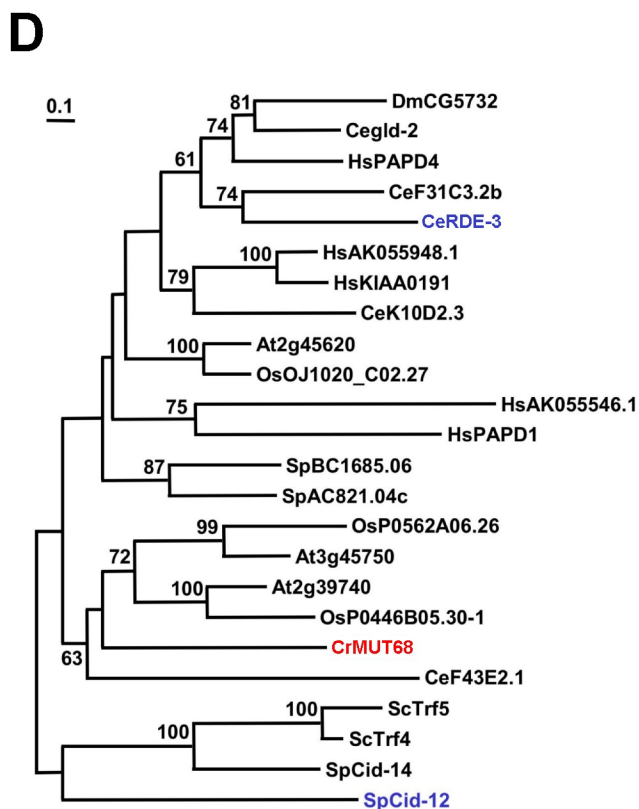 D
0.1
81 DmCG5732
74 Cegld-2
61 HsPAPD4
74 CeF31C3.2b
CeRDE-3
100 HsAK055948.1
79 HsKIAA0191
CeK10D2.3
100 At2g45620
OsOJ1020_C02.27
75 HsAK055546.1
HsPAPD1
87 SpBC1685.06
SpAC821.04c
99 OsP0562A06.26
72 At3g45750
100 At2g39740
OsP0446B05.30-1
63 CrMUT68
CeF43E2.1
100 ScTrf5
100 ScTrf4
SpCid-14
SpCid-12